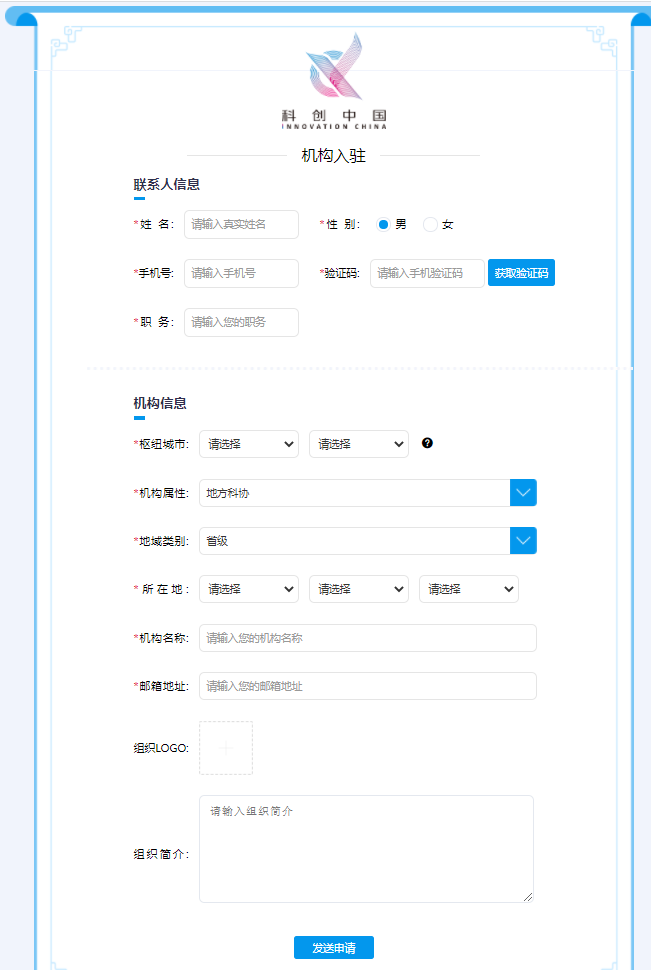 科创中国
INNOVATION CHINA
机构入驻
联系人信息
*姓 名: 请输入真实姓名 *性 别: 男 女
*手机号: 请输入手机号 *验证码: 请输入手机验证码 获取验证码
*职 务: 请输入您的职务
机构信息
*枢纽城市: 请选择 请选择 ?
*机构属性: 地方科协
*地域类别: 省级
*所在地: 请选择 请选择 请选择
*机构名称: 请输入您的机构名称
*邮箱地址: 请输入您的邮箱地址
组织LOGO: +
请输入组织简介
组织简介:
发送申请